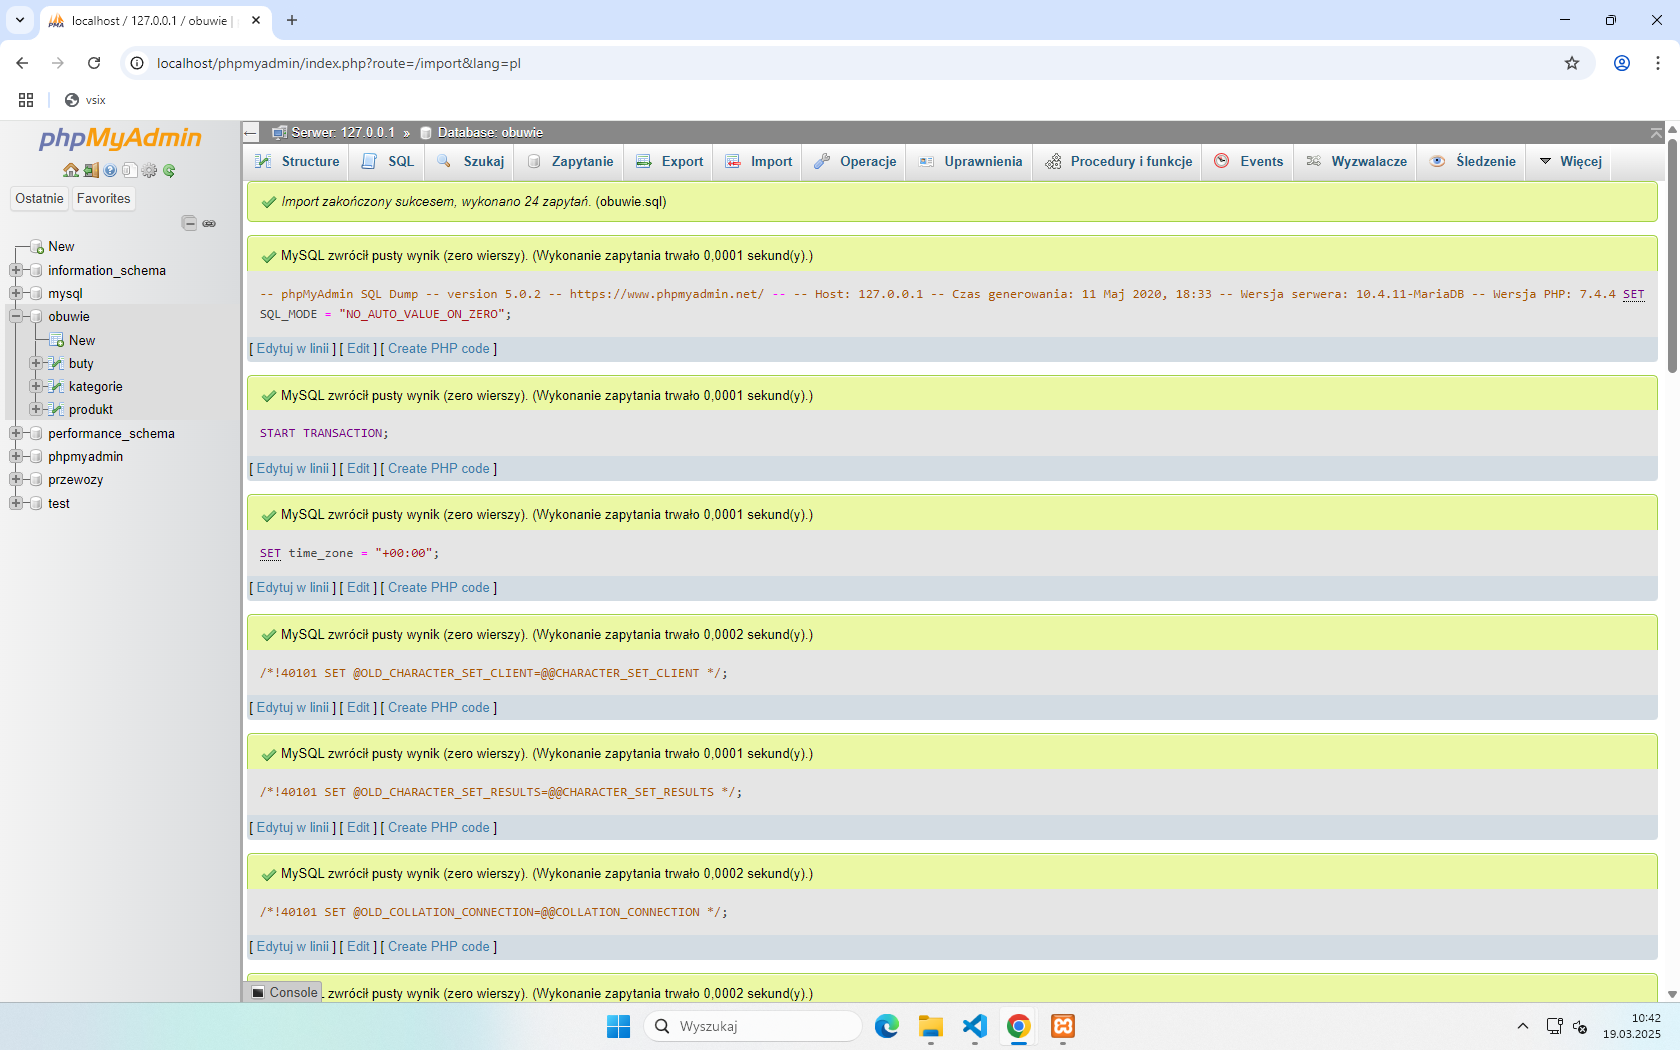 localhost / 127.0.0.1 / obuwie |
localhost/phpmyadmin/index.php?route=/import&lang=pl
vsix
phpMyAdmin
Ostatnie
Favorites
New
information_schema
mysql
obuwie
New
buty
kategorie
produkt
performance_schema
phpmyadmin
przewozy
test
Serwer: 127.0.0.1 » Database: obuwie
Structure SQL Szukaj Zapytanie Export Import Operacje Uprawnienia Procedury i funkcje Events Wyzwalacze Śledzenie Więcej
Import zakończony sukcesem, wykonano 24 zapytań. (obuwie.sql)
MySQL zwrócił pusty wynik (zero wierszy). (Wykonanie zapytania trwało 0,0001 sekund(y).)
-- phpMyAdmin SQL Dump -- version 5.0.2 -- https://www.phpmyadmin.net/ -- -- Host: 127.0.0.1 -- Czas generowania: 11 Maj 2020, 18:33 -- Wersja serwera: 10.4.11-MariaDB -- Wersja PHP: 7.4.4 SET
SQL_MODE = "NO_AUTO_VALUE_ON_ZERO";
[ Edytuj w linii ] [ Edit ] [ Create PHP code ]
MySQL zwrócił pusty wynik (zero wierszy). (Wykonanie zapytania trwało 0,0001 sekund(y).)
START TRANSACTION;
[ Edytuj w linii ] [ Edit ] [ Create PHP code ]
MySQL zwrócił pusty wynik (zero wierszy). (Wykonanie zapytania trwało 0,0001 sekund(y).)
SET time_zone = "+00:00";
[ Edytuj w linii ] [ Edit ] [ Create PHP code ]
MySQL zwrócił pusty wynik (zero wierszy). (Wykonanie zapytania trwało 0,0002 sekund(y).)
/*!40101 SET @OLD_CHARACTER_SET_CLIENT=@@CHARACTER_SET_CLIENT */;
[ Edytuj w linii ] [ Edit ] [ Create PHP code ]
MySQL zwrócił pusty wynik (zero wierszy). (Wykonanie zapytania trwało 0,0001 sekund(y).)
/*!40101 SET @OLD_CHARACTER_SET_RESULTS=@@CHARACTER_SET_RESULTS */;
[ Edytuj w linii ] [ Edit ] [ Create PHP code ]
MySQL zwrócił pusty wynik (zero wierszy). (Wykonanie zapytania trwało 0,0002 sekund(y).)
/*!40101 SET @OLD_COLLATION_CONNECTION=@@COLLATION_CONNECTION */;
[ Edytuj w linii ] [ Edit ] [ Create PHP code ]
Console
zwrócił pusty wynik (zero wierszy). (Wykonanie zapytania trwało 0,0002 sekund(y).)
Wyszukaj
10:42
19.03.2025